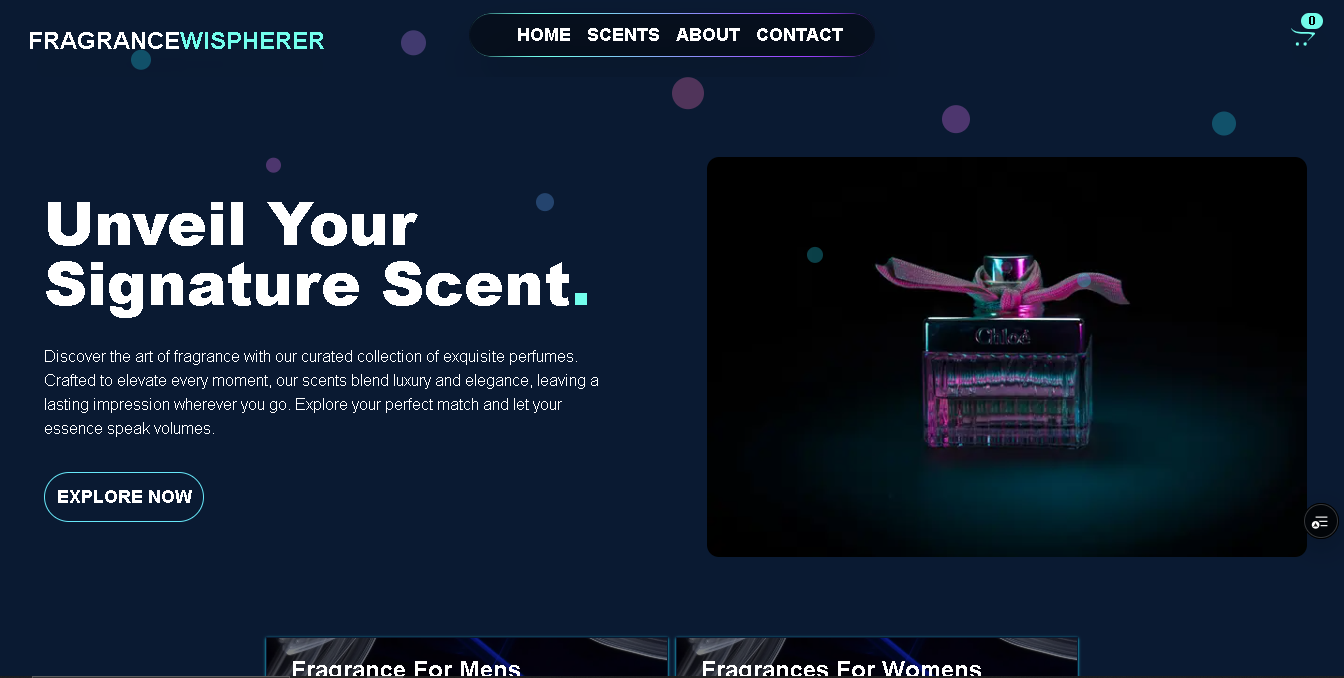 FRAGRANCEWISPHERER
HOME SCENTS ABOUT CONTACT
0
Unveil Your
Signature Scent.
Discover the art of fragrance with our curated collection of exquisite perfumes.
Crafted to elevate every moment, our scents blend luxury and elegance, leaving a
lasting impression wherever you go. Explore your perfect match and let your
essence speak volumes.
EXPLORE NOW
Chloé
Fragrance For Mens
Fragrances For Womens